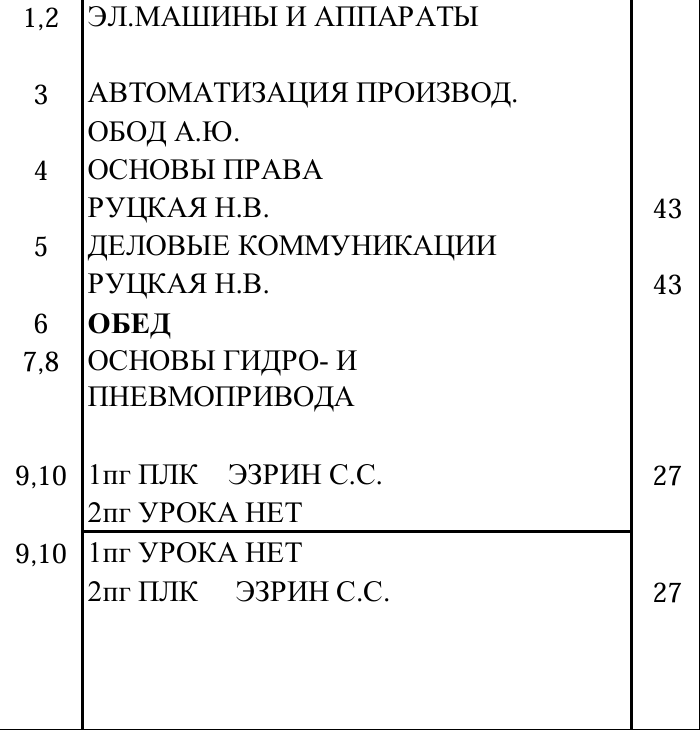 1,2 ЭЛ.МАШИНЫ И АППАРАТЫ
3 АВТОМАТИЗАЦИЯ ПРОИЗВОД.
ОБОД А.Ю.
4 ОСНОВЫ ПРАВА
РУЦКАЯ Н.В. 43
5 ДЕЛОВЫЕ КОММУНИКАЦИИ
РУЦКАЯ Н.В. 43
6 ОБЕД
7,8 ОСНОВЫ ГИДРО- И
ПНЕВМОПРИВОДА
9,10 1пг ПЛК ЭЗРИН С.С. 27
2пг УРОКА НЕТ
9,10 1пг УРОКА НЕТ
2пг ПЛК ЭЗРИН С.С. 27